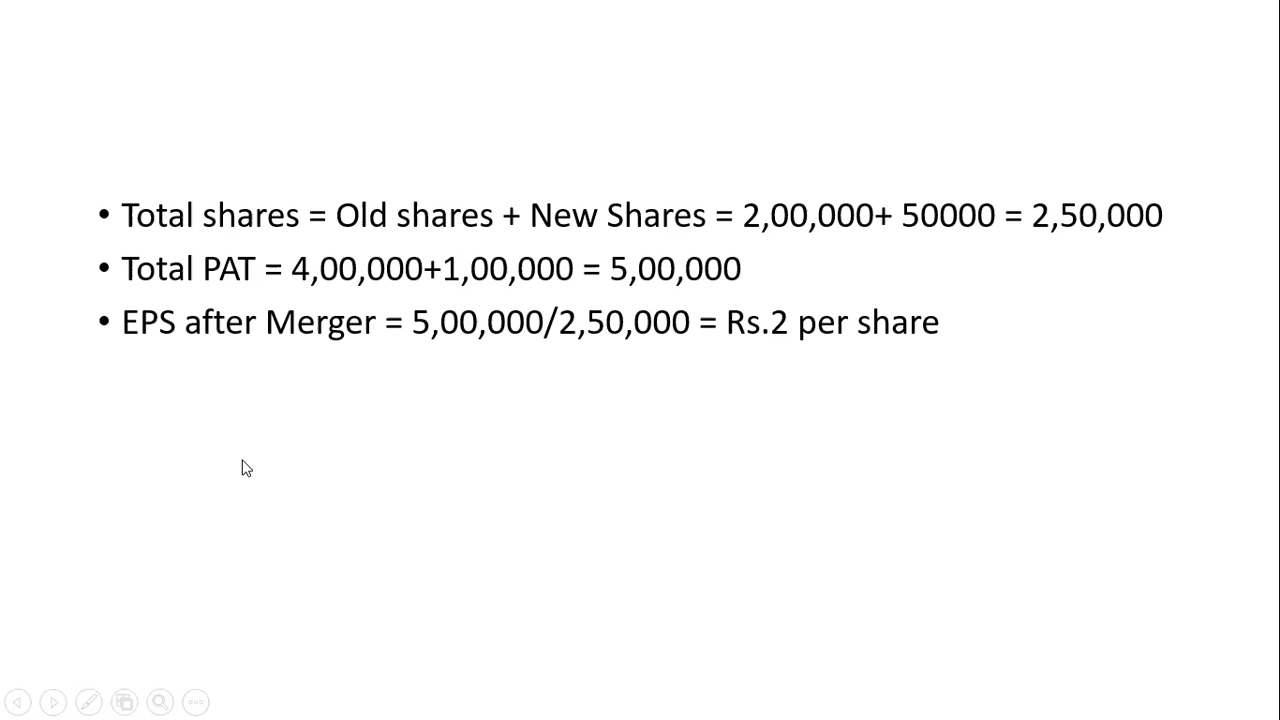 • Total shares = Old shares + New Shares = 2,00,000+ 50000 = 2,50,000
• Total PAT = 4,00,000+1,00,000 = 5,00,000
• EPS after Merger = 5,00,000/2,50,000 = Rs.2 per share